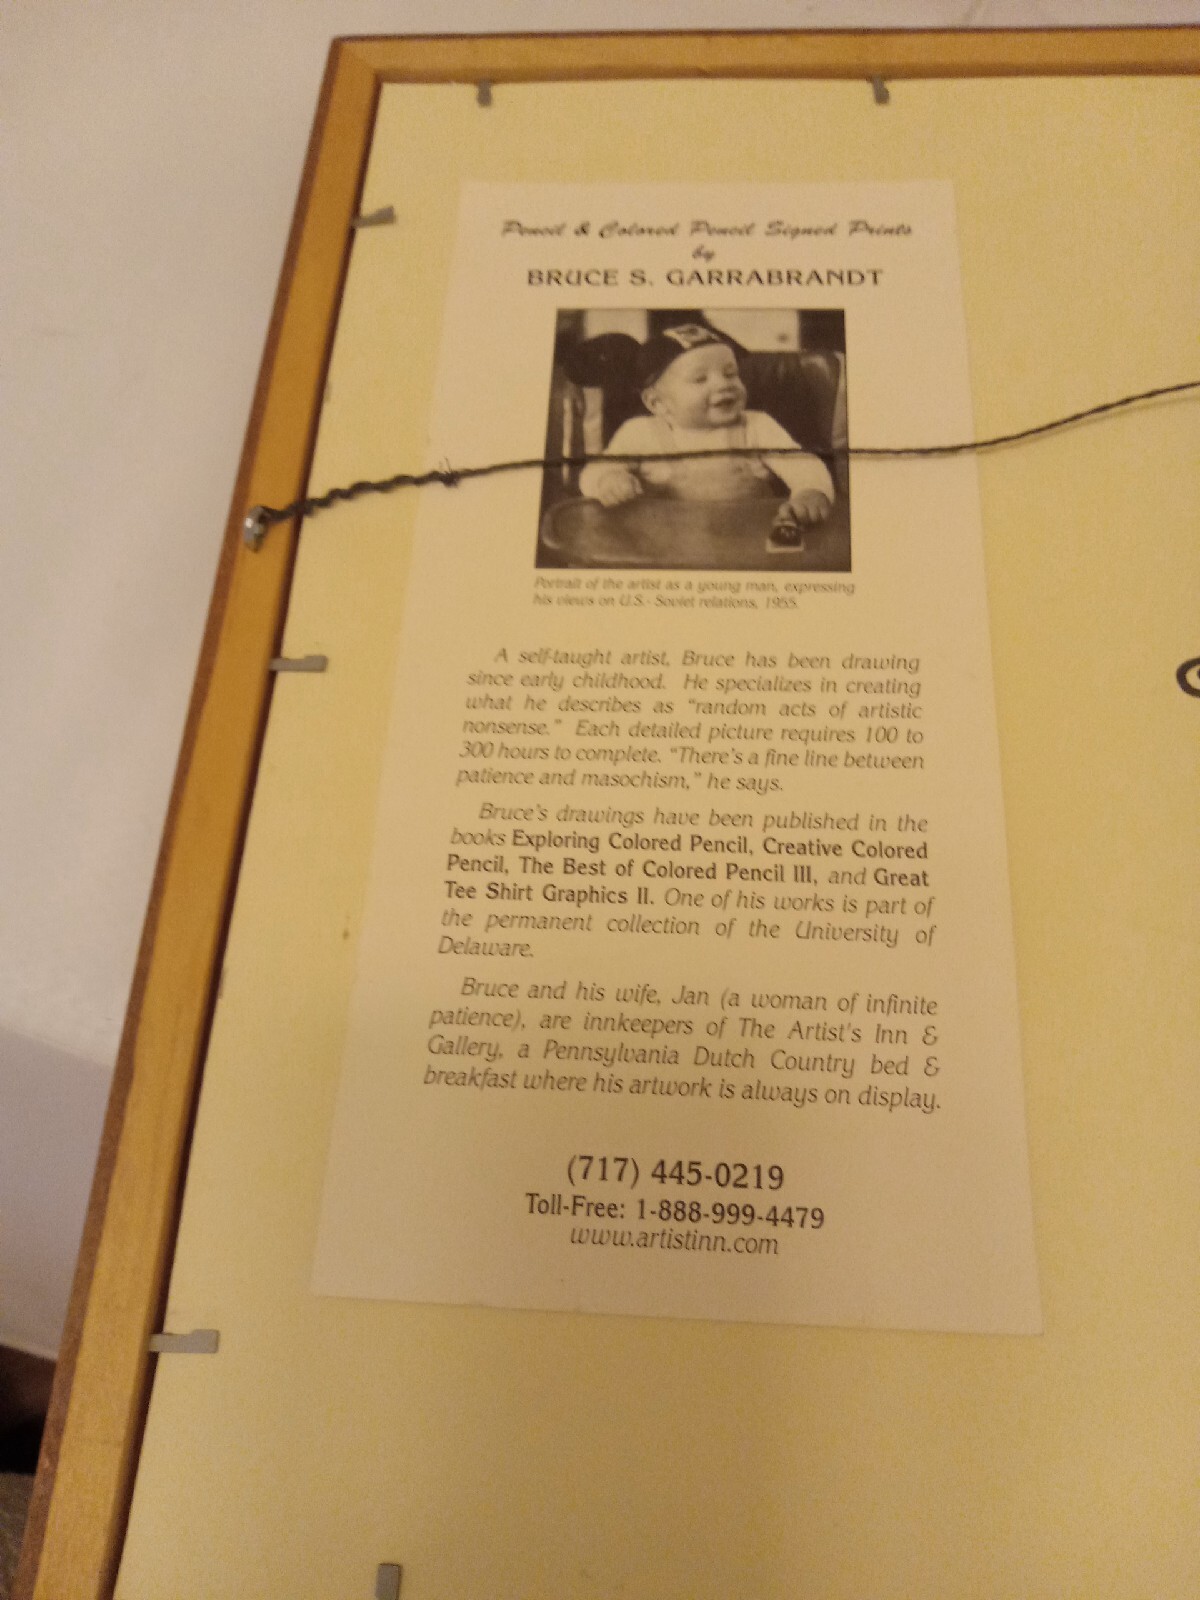 Pencil & Colored Pencil Signed Prints
by
BRUCE S. GARRABRANDT
Portrait of the artist as a young man, expressing
his views on U.S.- Soviet relations, 1955.
A self-taught artist, Bruce has been drawing
since early childhood. He specializes in creating
what he describes as "random acts of artistic
nonsense." Each detailed picture requires 100 to
300 hours to complete. "There's a fine line between
patience and masochism," he says.
Bruce's drawings have been published in the
books Exploring Colored Pencil, Creative Colored
Pencil, The Best of Colored Pencil III, and Great
Tee Shirt Graphics II. One of his works is part of
the permanent collection of the University of
Delaware.
Bruce and his wife, Jan (a woman of infinite
patience), are innkeepers of The Artist's Inn &
Gallery, a Pennsylvania Dutch Country bed &
breakfast where his artwork is always on display.
(717) 445-0219
Toll-Free: 1-888-999-4479
www.artistinn.com